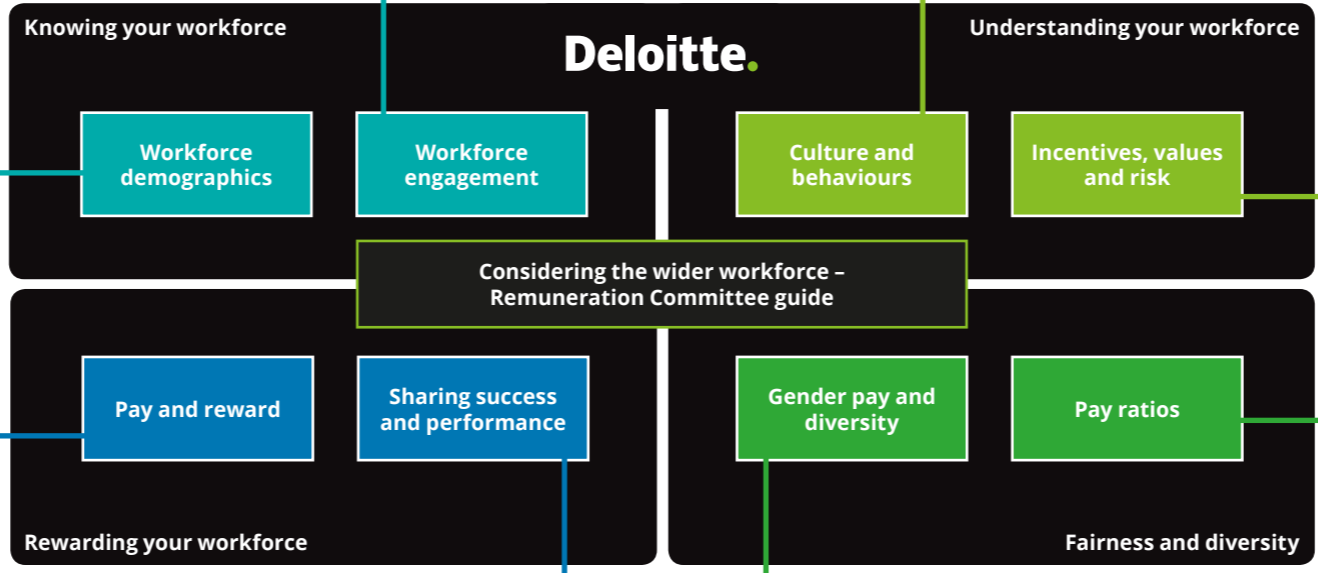 Knowing your workforce
Deloitte.
Understanding your workforce
Workforce
demographics
Workforce
engagement
Culture and
behaviours
Incentives, values
and risk
Considering the wider workforce –
Remuneration Committee guide
Pay and reward
Sharing success
and performance
Gender pay and
diversity
Pay ratios
Rewarding your workforce
Fairness and diversity